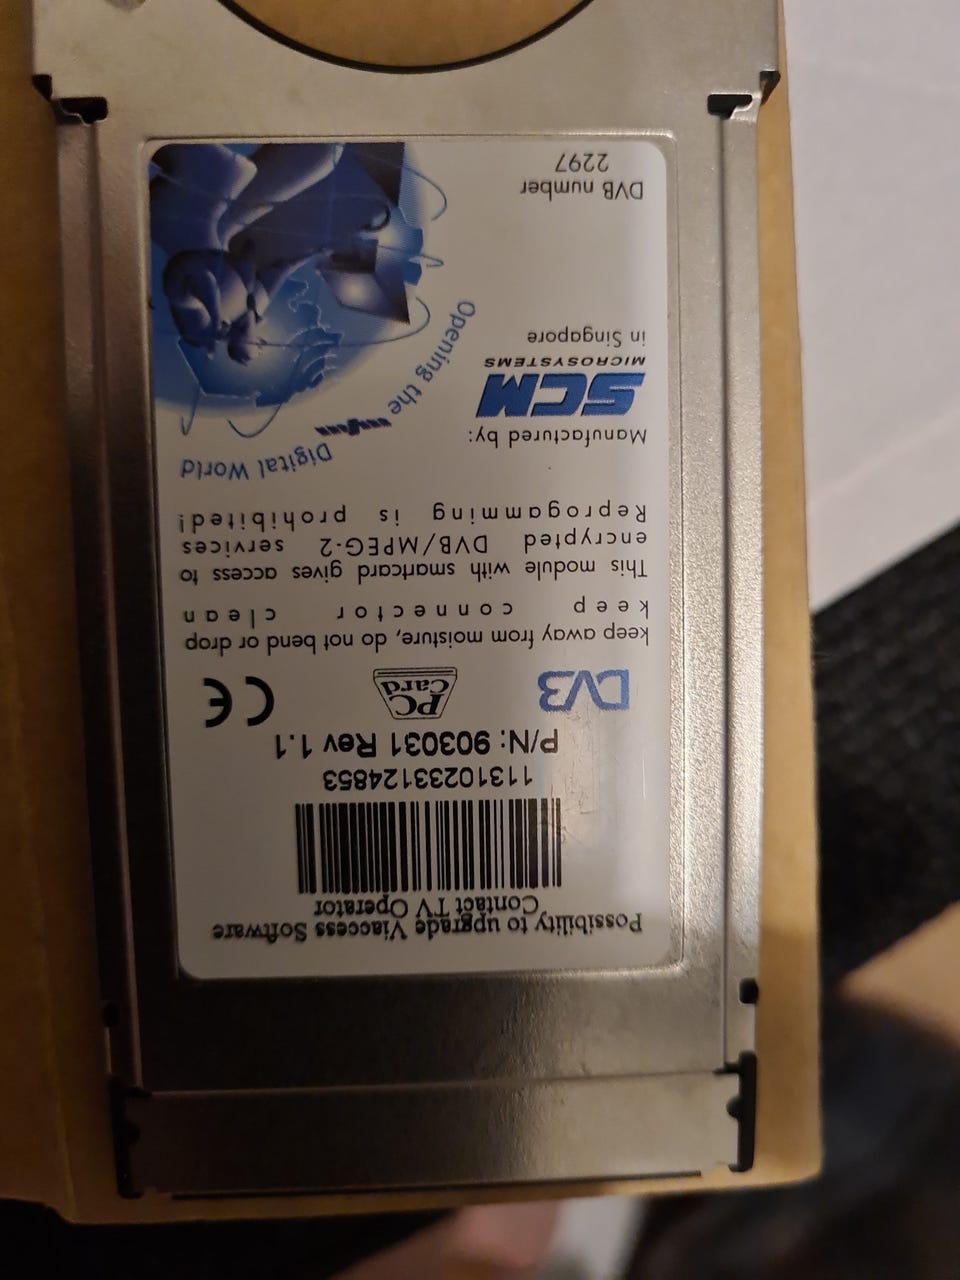 Possibility to upgrade Viaccess Software
Contact TV Operator
11310233124853
P/N: 903031 Rev 1.1
DVB
PC
Card
CE
keep away from moisture, do not bend or drop
keep connector clean
This module with smartcard gives access to
encrypted DVB/MPEG-2 services
Reprogamming is prohibited!
Manufactured by:
SCM
MICROSYSTEMS
in Singapore
Opening the Digital World
DVB number
2297